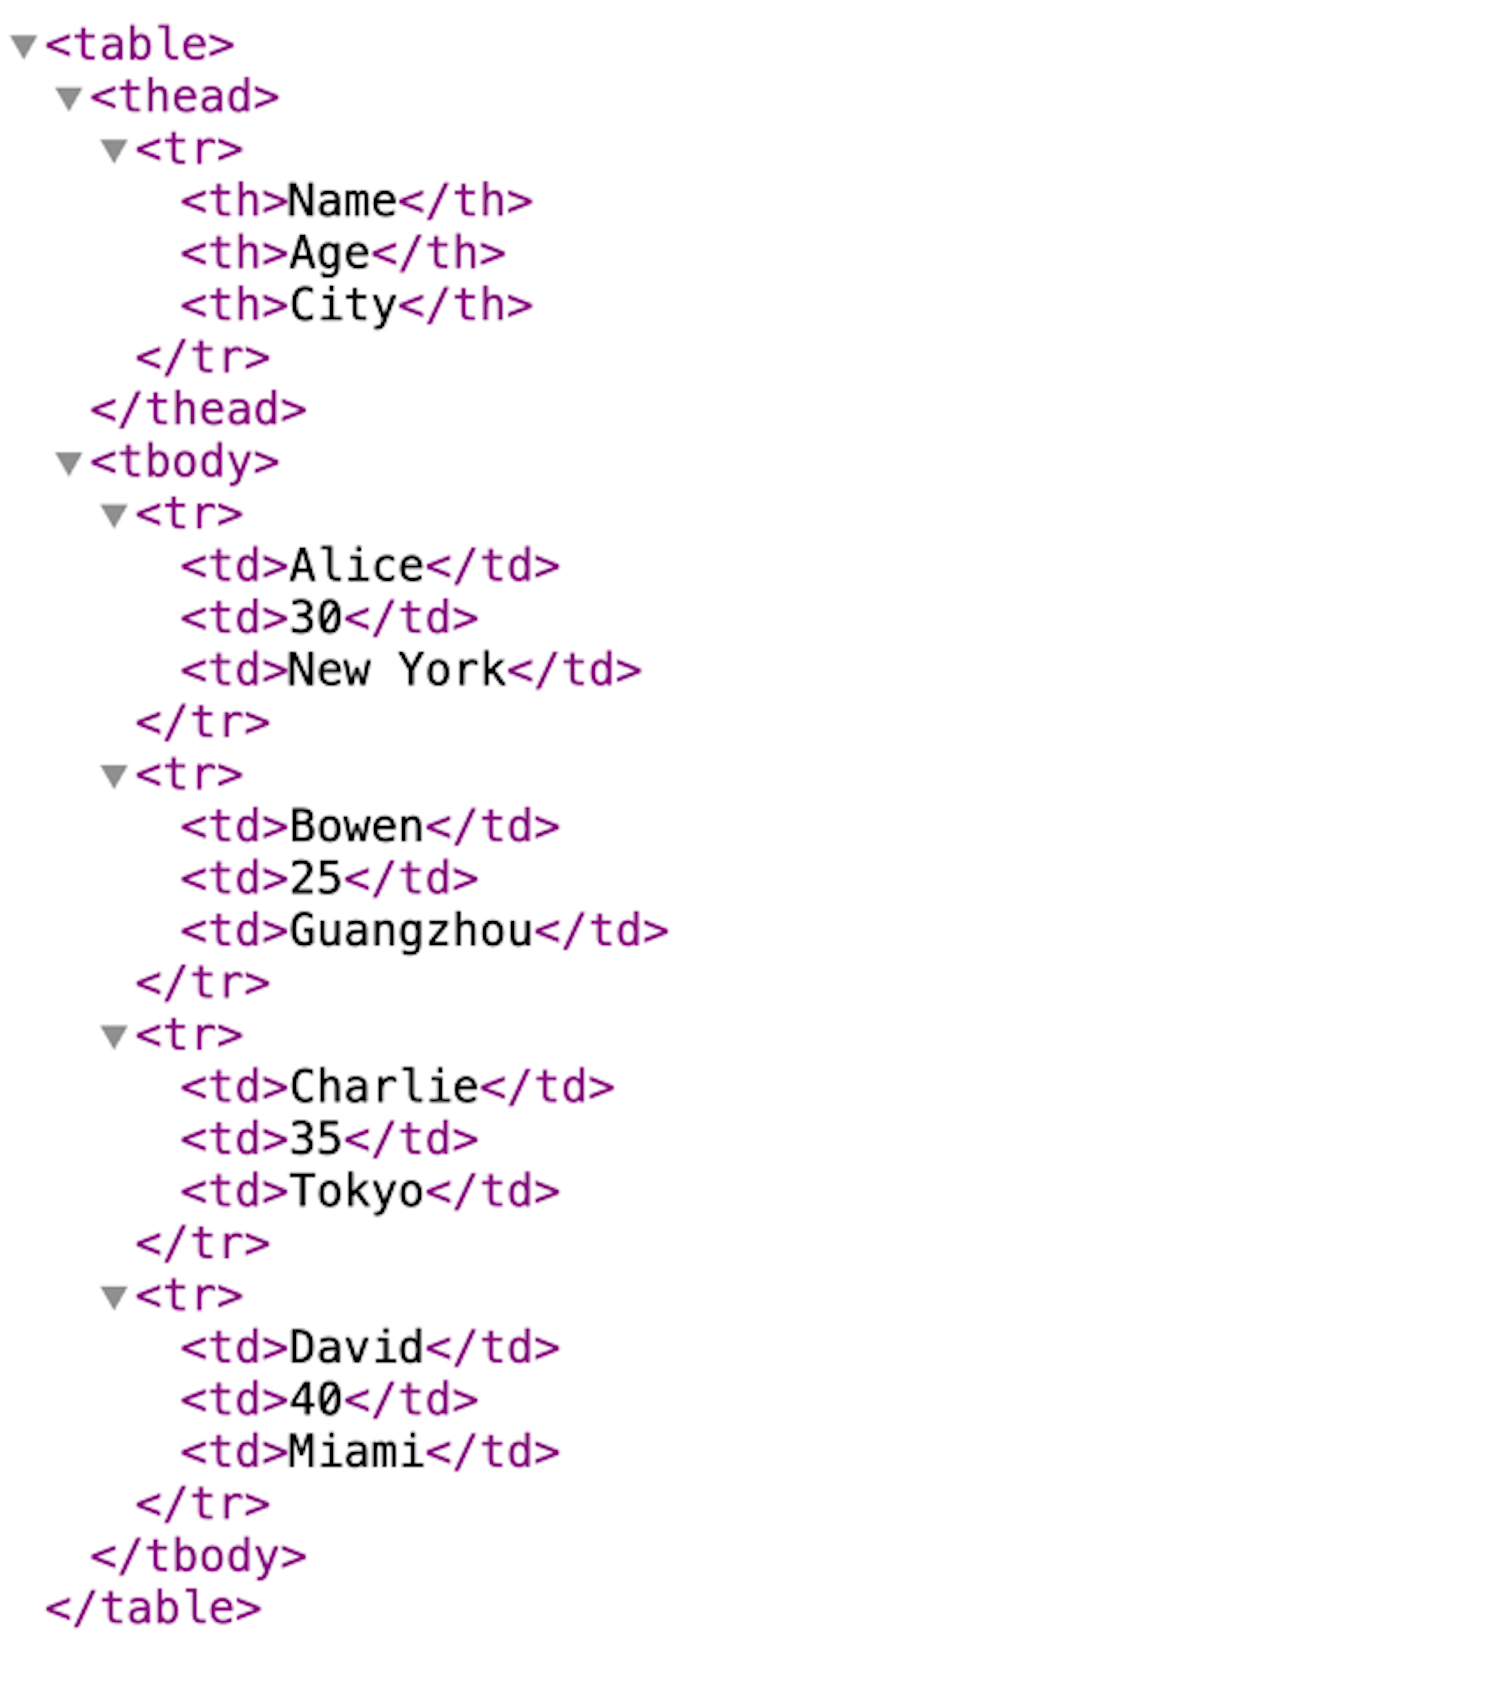 <table>
<thead>
<tr>
<th>Name</th>
<th>Age</th>
<th>City</th>
</tr>
</thead>
<tbody>
<tr>
<td>Alice</td>
<td>30</td>
<td>New York</td>
</tr>
<tr>
<td>Bowen</td>
<td>25</td>
<td>Guangzhou</td>
</tr>
<tr>
<td>Charlie</td>
<td>35</td>
<td>Tokyo</td>
</tr>
<tr>
<td>David</td>
<td>40</td>
<td>Miami</td>
</tr>
</tbody>
</table>